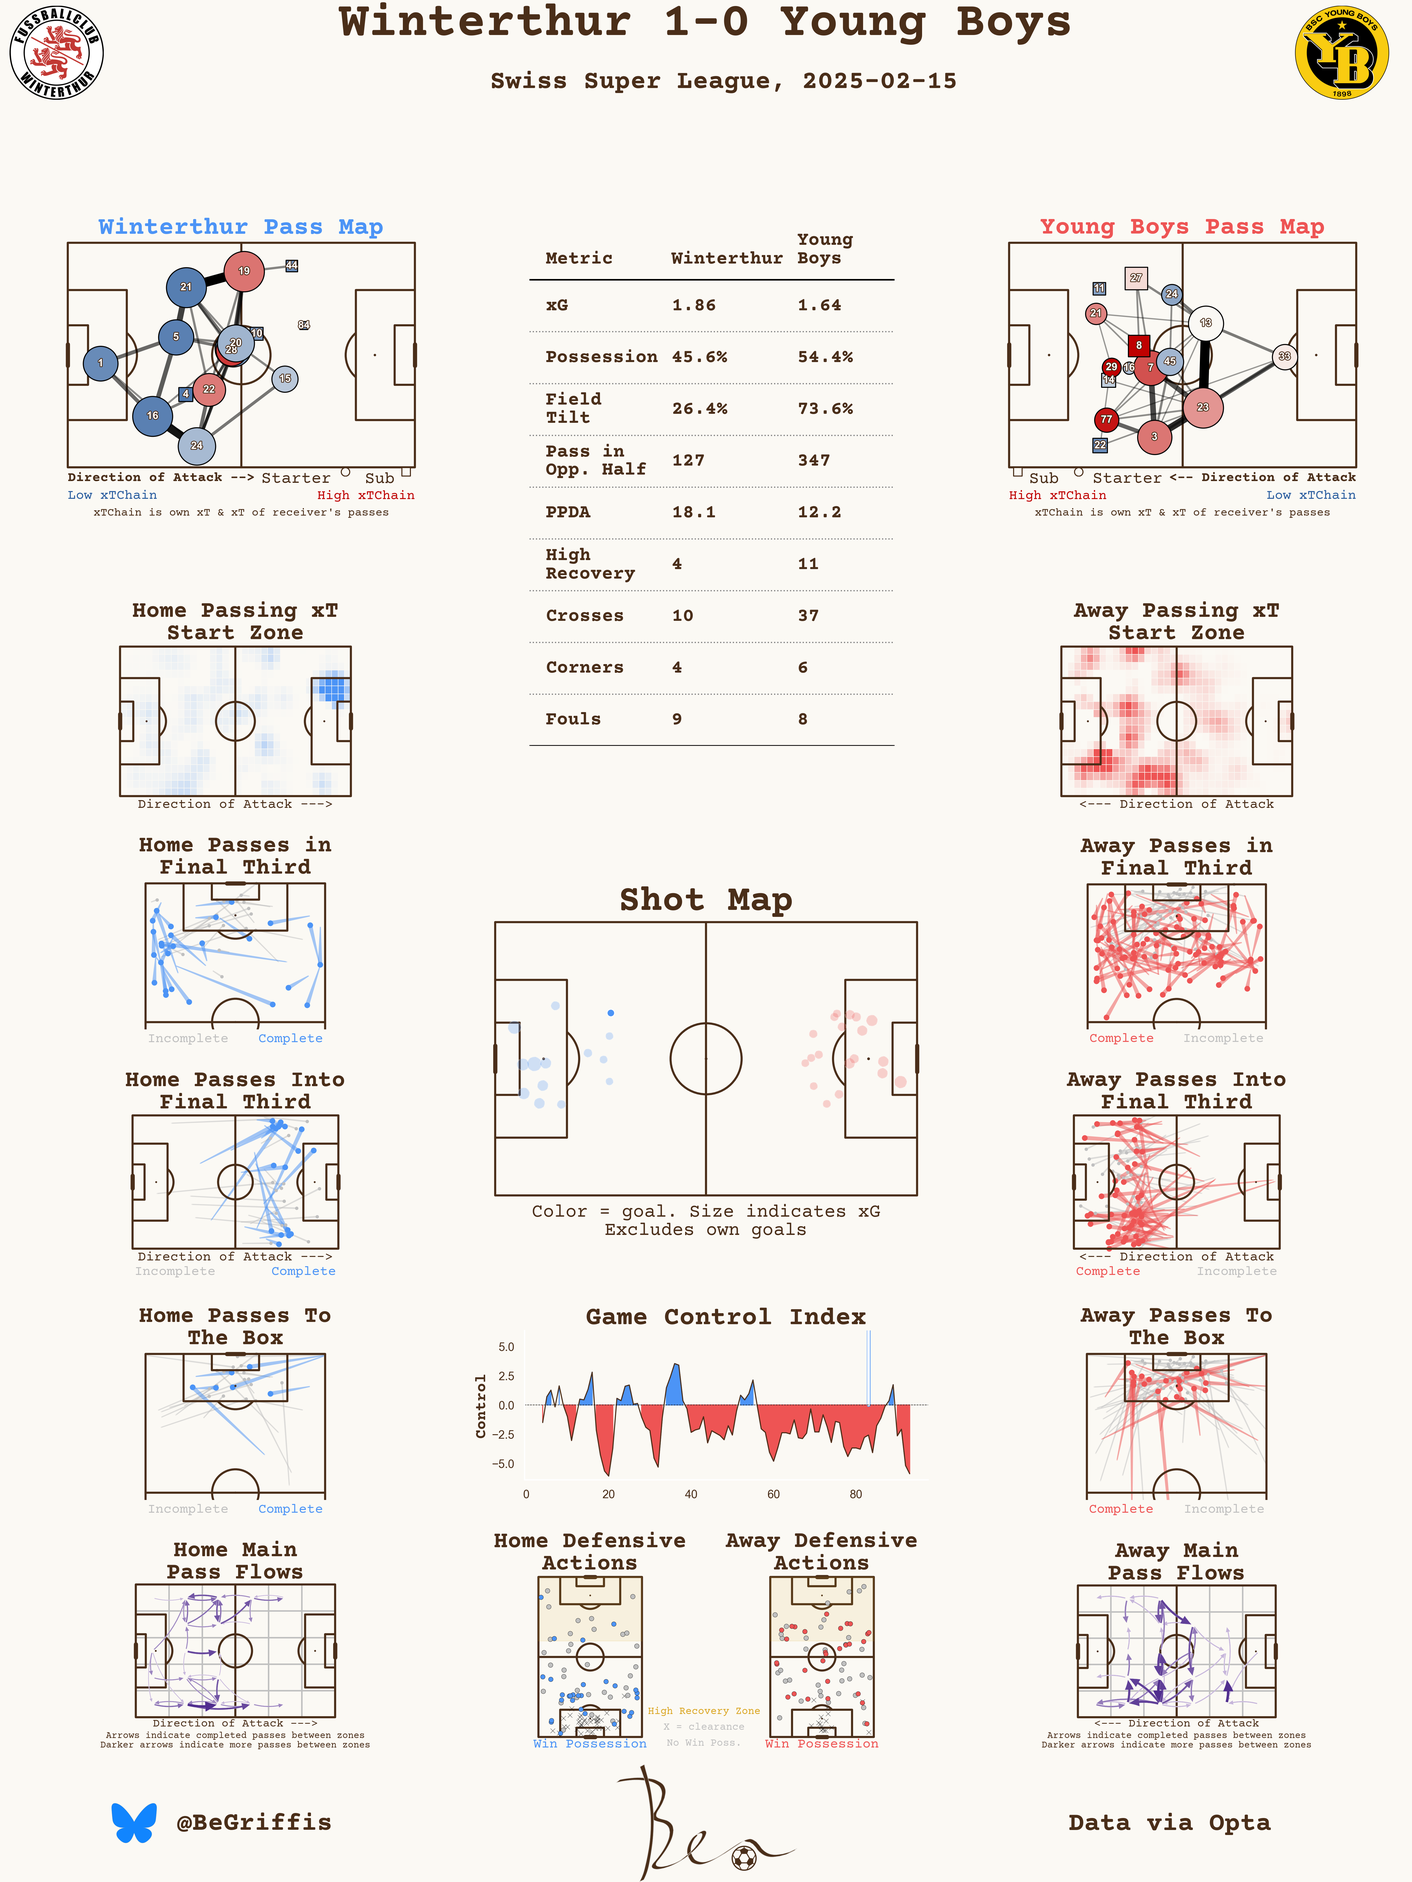 Winterthur 1-0 Young Boys
Swiss Super League, 2025-02-15
FUSSBALLCLUB
WINTERTHUR
BSC YOUNG BOYS
YB
1898
Winterthur Pass Map
19
44
21
84
10
5
20
28
1
15
22
4
16
24
Direction of Attack --> Starter Sub
Low xTChain High xTChain
xTChain is own xT & xT of receiver's passes
Metric Winterthur Young Boys
xG 1.86 1.64
Possession 45.6% 54.4%
Field Tilt 26.4% 73.6%
Pass in Opp. Half 127 347
PPDA 18.1 12.2
High Recovery 4 11
Crosses 10 37
Corners 4 6
Fouls 9 8
Young Boys Pass Map
27
11
24
21
13
8
33
45
29
16
7
14
23
77
3
22
Sub Starter <-- Direction of Attack
High xTChain Low xTChain
xTChain is own xT & xT of receiver's passes
Home Passing xT
Start Zone
Direction of Attack --->
Away Passing xT
Start Zone
<--- Direction of Attack
Home Passes in
Final Third
Incomplete Complete
Away Passes in
Final Third
Complete Incomplete
Shot Map
Color = goal. Size indicates xG
Excludes own goals
Home Passes Into
Final Third
Direction of Attack --->
Incomplete Complete
Away Passes Into
Final Third
<--- Direction of Attack
Complete Incomplete
Home Passes To
The Box
Incomplete Complete
Game Control Index
Control
5.0
2.5
0.0
−2.5
−5.0
0 20 40 60 80
Away Passes To
The Box
Complete Incomplete
Home Main
Pass Flows
Direction of Attack --->
Arrows indicate completed passes between zones
Darker arrows indicate more passes between zones
Home Defensive
Actions
Win Possession
High Recovery Zone
X = clearance
No Win Poss.
Away Defensive
Actions
Win Possession
Away Main
Pass Flows
<--- Direction of Attack
Arrows indicate completed passes between zones
Darker arrows indicate more passes between zones
@BeGriffis
Ben
Data via Opta